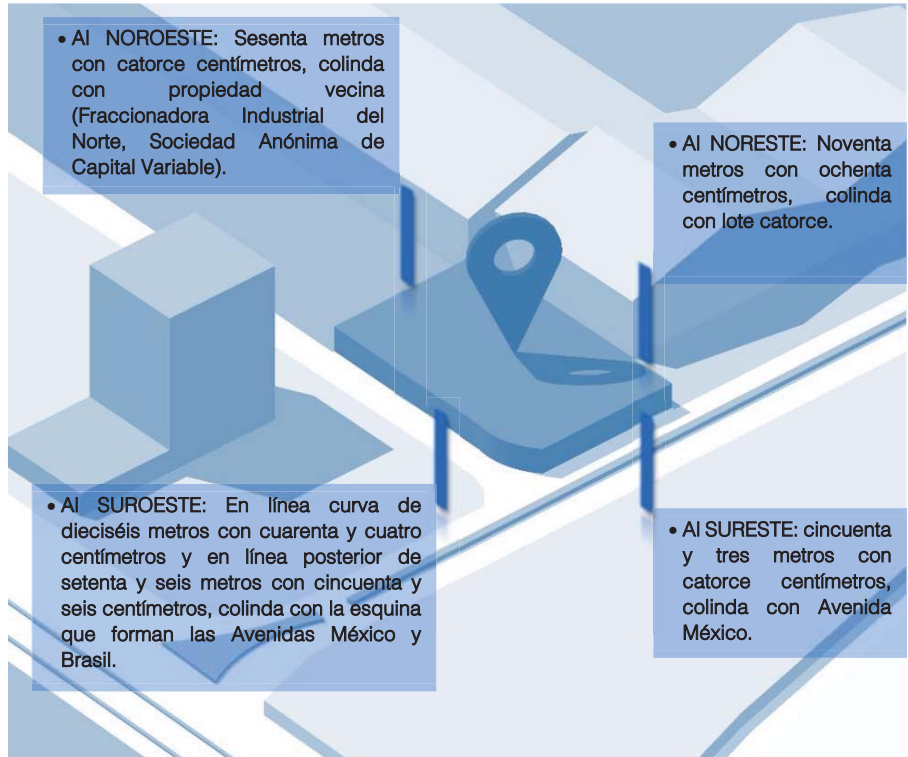 • Al NOROESTE: Sesenta metros
con catorce centímetros, colinda
con propiedad vecina
(Fraccionadora Industrial del
Norte, Sociedad Anónima de
Capital Variable).
• Al NORESTE: Noventa
metros con ochenta
centímetros, colinda
con lote catorce.
• Al SUROESTE: En línea curva de
dieciséis metros con cuarenta y cuatro
centímetros y en línea posterior de
setenta y seis metros con cincuenta y
seis centímetros, colinda con la esquina
que forman las Avenidas México y
Brasil.
• Al SURESTE: cincuenta
y tres metros con
catorce centímetros,
colinda con Avenida
México.